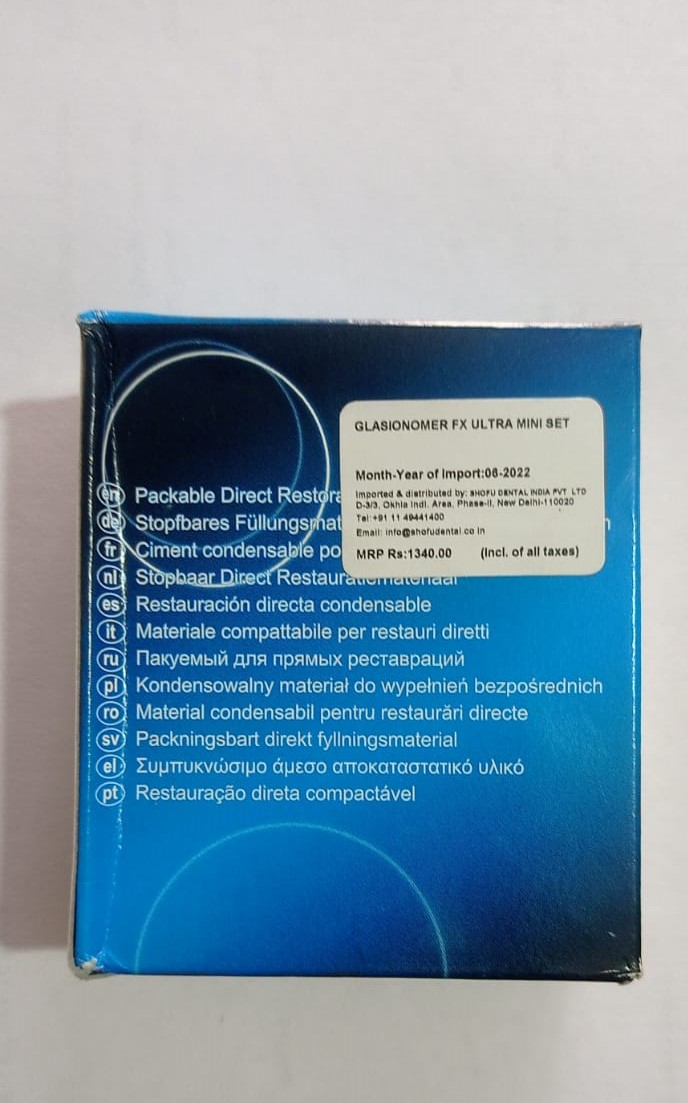 GLASIONOMER FX ULTRA MINI SET
Month-Year of Import:06-2022
Imported & distributed by: SHOFU DENTAL INDIA PVT LTD
D-3/3, Okhla Indl. Area, Phase-II, New Delhi-110020
Tel:+91 11 49441400
Email: info@shofudental.co in
MRP Rs:1340.00 (Incl. of all taxes)
en Packable Direct Restora
de Stopfbares Füllungsmat
fr Ciment condensable po
nl Stopbaar Direct Restauratiemateriaal
es Restauración directa condensable
it Materiale compattabile per restauri diretti
ru Пакуемый для прямых реставраций
pl Kondensowalny materiał do wypełnień bezpośrednich
ro Material condensabil pentru restaurări directe
sv Packningsbart direkt fyllningsmaterial
el Συμπυκνώσιμο άμεσο αποκαταστατικό υλικό
pt Restauração direta compactável